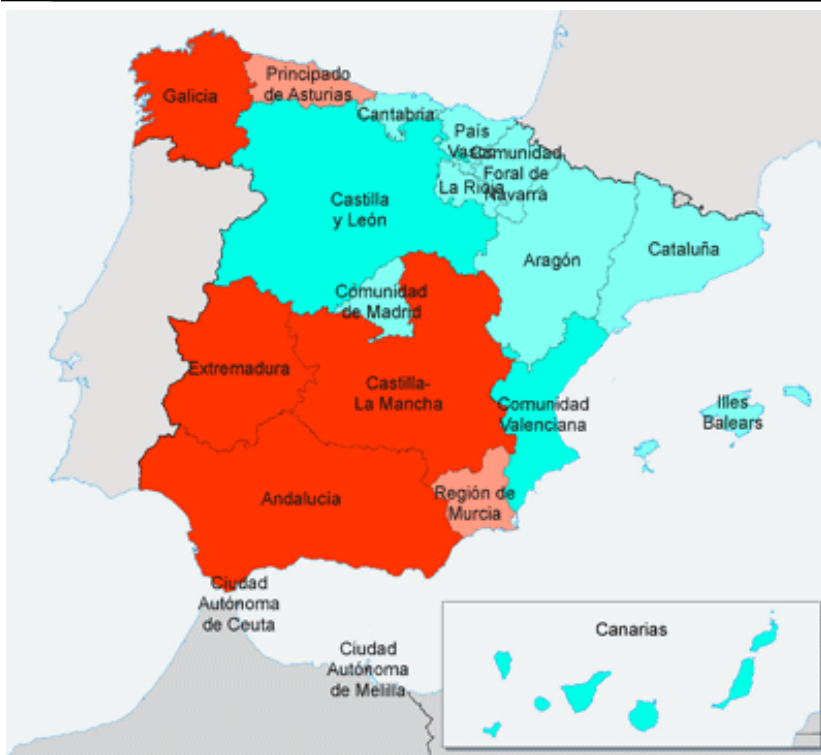 Galicia
Principado
de Asturias
Cantabria
País
Vasco
Comunidad
Foral de
Navarra
La Rioja
Castilla
y León
Aragón
Cataluña
Comunidad
de Madrid
Extremadura
Castilla-
La Mancha
Comunidad
Valenciana
Illes
Balears
Andalucía
Región de
Murcia
Ciudad
Autónoma
de Ceuta
Ciudad
Autónoma
de Melilla
Canarias